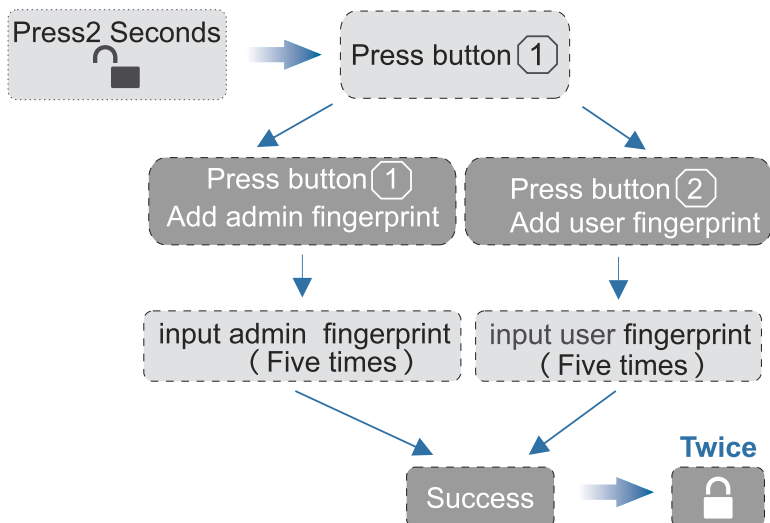 Press2 Seconds
Press button 1
Press button 1
Add admin fingerprint
Press button 2
Add user fingerprint
input admin fingerprint
( Five times )
input user fingerprint
( Five times )
Twice
Success